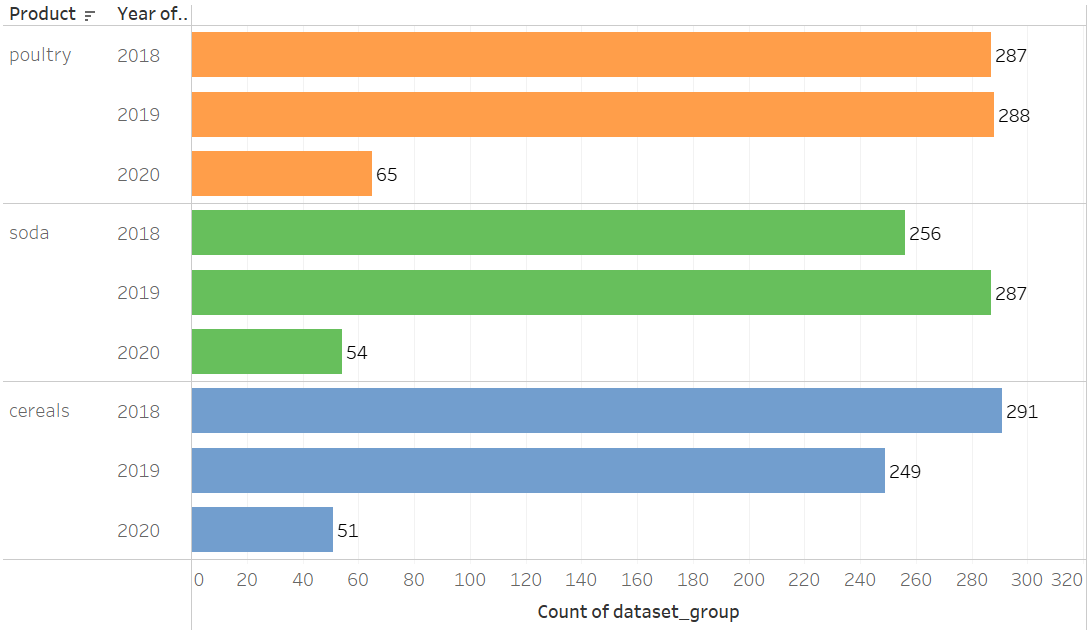 Product Year of..
poultry 2018 287
2019 288
2020 65
soda 2018 256
2019 287
2020 54
cereals 2018 291
2019 249
2020 51
0 20 40 60 80 100 120 140 160 180 200 220 240 260 280 300 320
Count of dataset_group